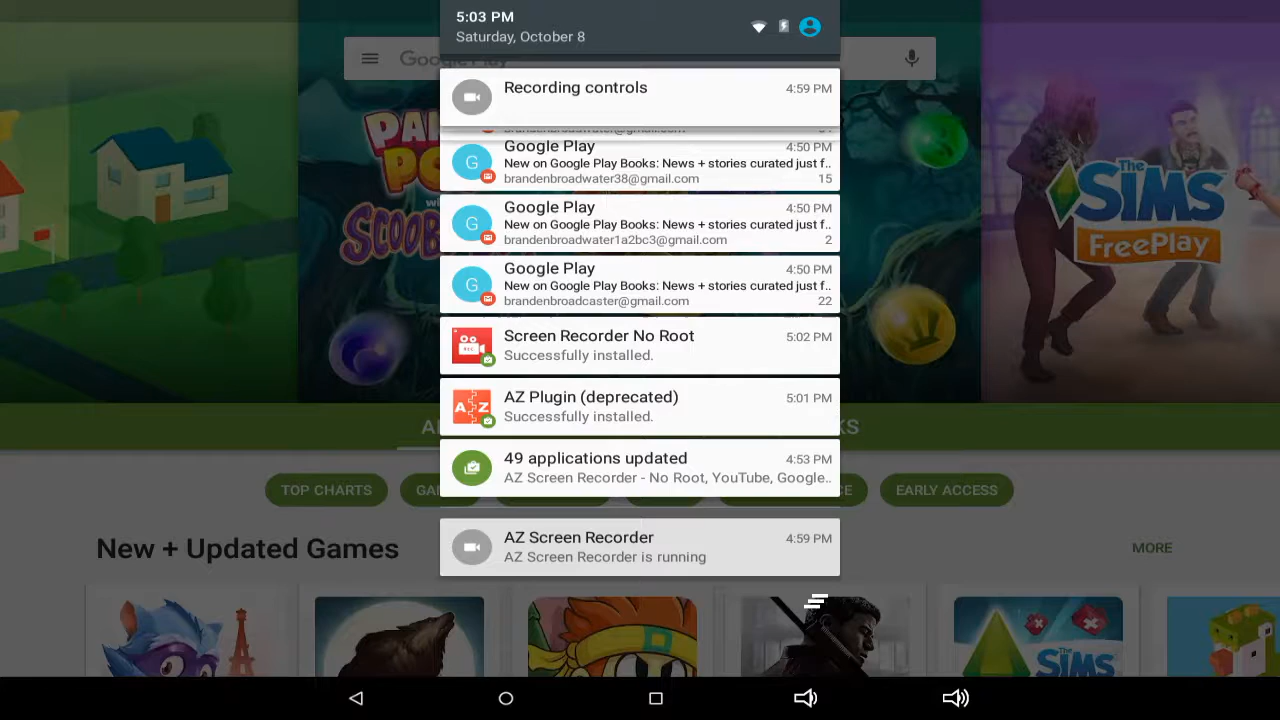 5:03 PM
Saturday, October 8
Google Play
Recording controls 4:59 PM
Google Play 4:50 PM
New on Google Play Books: News + stories curated just f..
brandenbroadwater38@gmail.com 15
Google Play 4:50 PM
New on Google Play Books: News + stories curated just f..
brandenbroadwater1a2bc3@gmail.com 2
Google Play 4:50 PM
New on Google Play Books: News + stories curated just f..
brandenbroadcaster@gmail.com 22
Screen Recorder No Root 5:02 PM
Successfully installed.
AZ Plugin (deprecated) 5:01 PM
Successfully installed.
49 applications updated 4:53 PM
AZ Screen Recorder - No Root, YouTube, Google..
AZ Screen Recorder 4:59 PM
AZ Screen Recorder is running
The SIMS
FreePlay
TOP CHARTS
EARLY ACCESS
New + Updated Games
MORE
SIMS